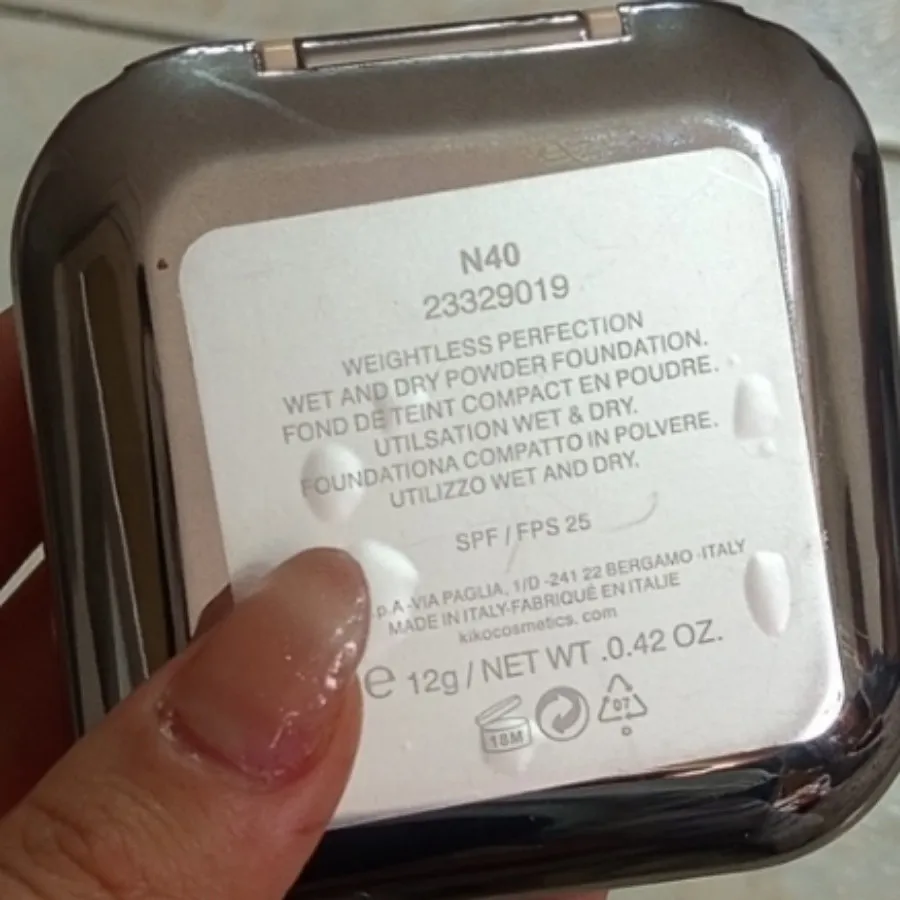 N40
23329019
WEIGHTLESS PERFECTION
WET AND DRY POWDER FOUNDATION.
FOND DE TEINT COMPACT EN POUDRE.
UTILSATION WET & DRY.
FOUNDATIONA COMPATTO IN POLVERE.
UTILIZZO WET AND DRY.
SPF / FPS 25
p.A -VIA PAGLIA, 1/D -241 22 BERGAMO -ITALY
MADE IN ITALY-FABRIQUÉ EN ITALIE
kikocosmetics. com
e 12g / NET WT .0.42 OZ.
18M 07